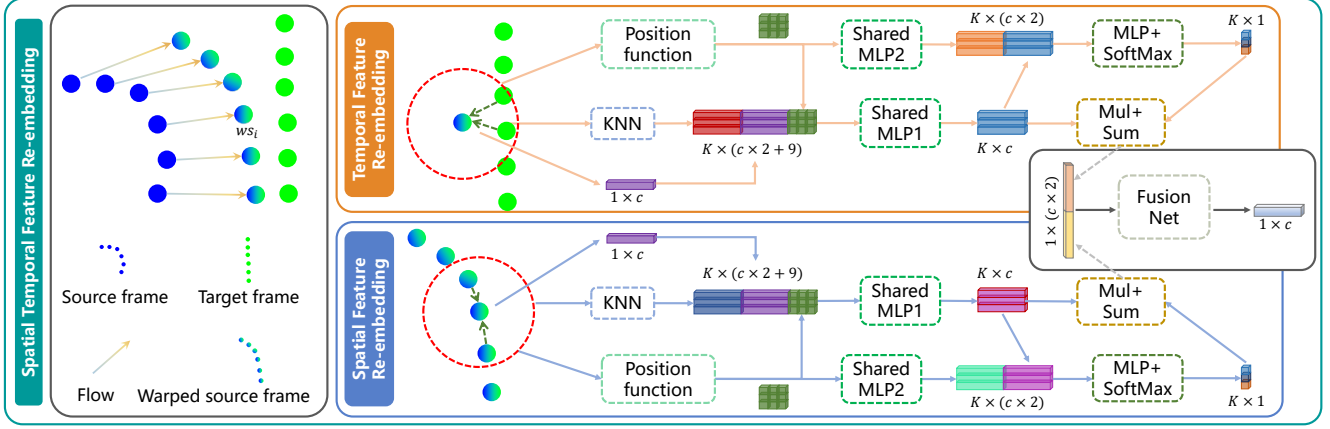 Spatial Temporal Feature Re-embedding
ws_i
Source frame
Target frame
Flow
Warped source frame
Temporal Feature
Re-embedding
Position
function
Shared
MLP2
K × (c × 2)
MLP+
SoftMax
K × 1
KNN
K × (c × 2 + 9)
Shared
MLP1
K × c
Mul+
Sum
1 × c
1 × (c × 2)
Fusion
Net
1 × c
Spatial Feature
Re-embedding
1 × c
K × (c × 2 + 9)
KNN
Shared
MLP1
K × c
Mul+
Sum
Position
function
Shared
MLP2
K × (c × 2)
MLP+
SoftMax
K × 1